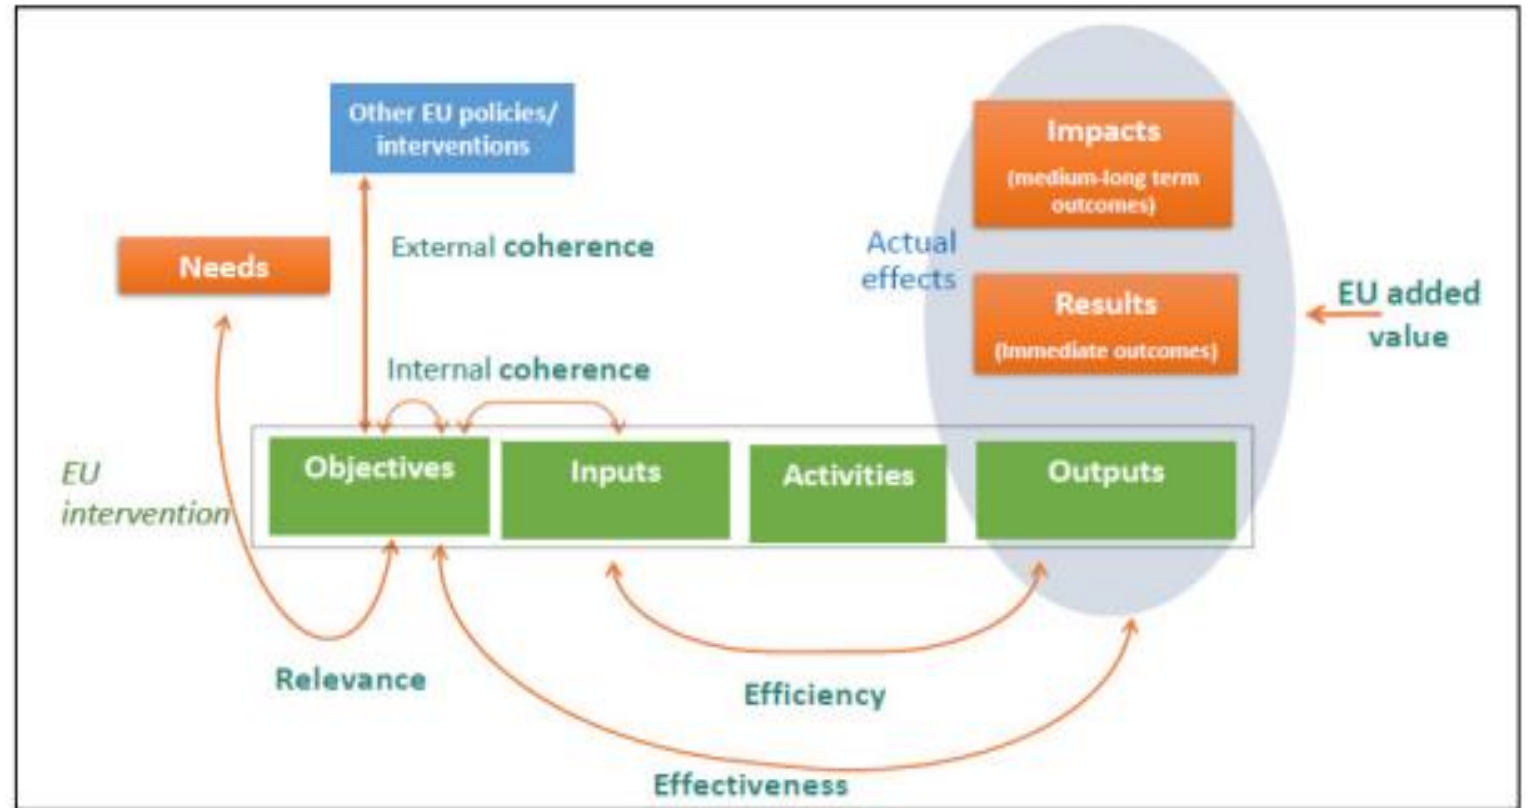 Other EU policies/
interventions
Impacts
(medium-long term
outcomes)
Actual
effects
External coherence
Needs
Results
(Immediate outcomes)
EU added
value
Internal coherence
EU
intervention
Objectives
Inputs
Activities
Outputs
Relevance
Efficiency
Effectiveness